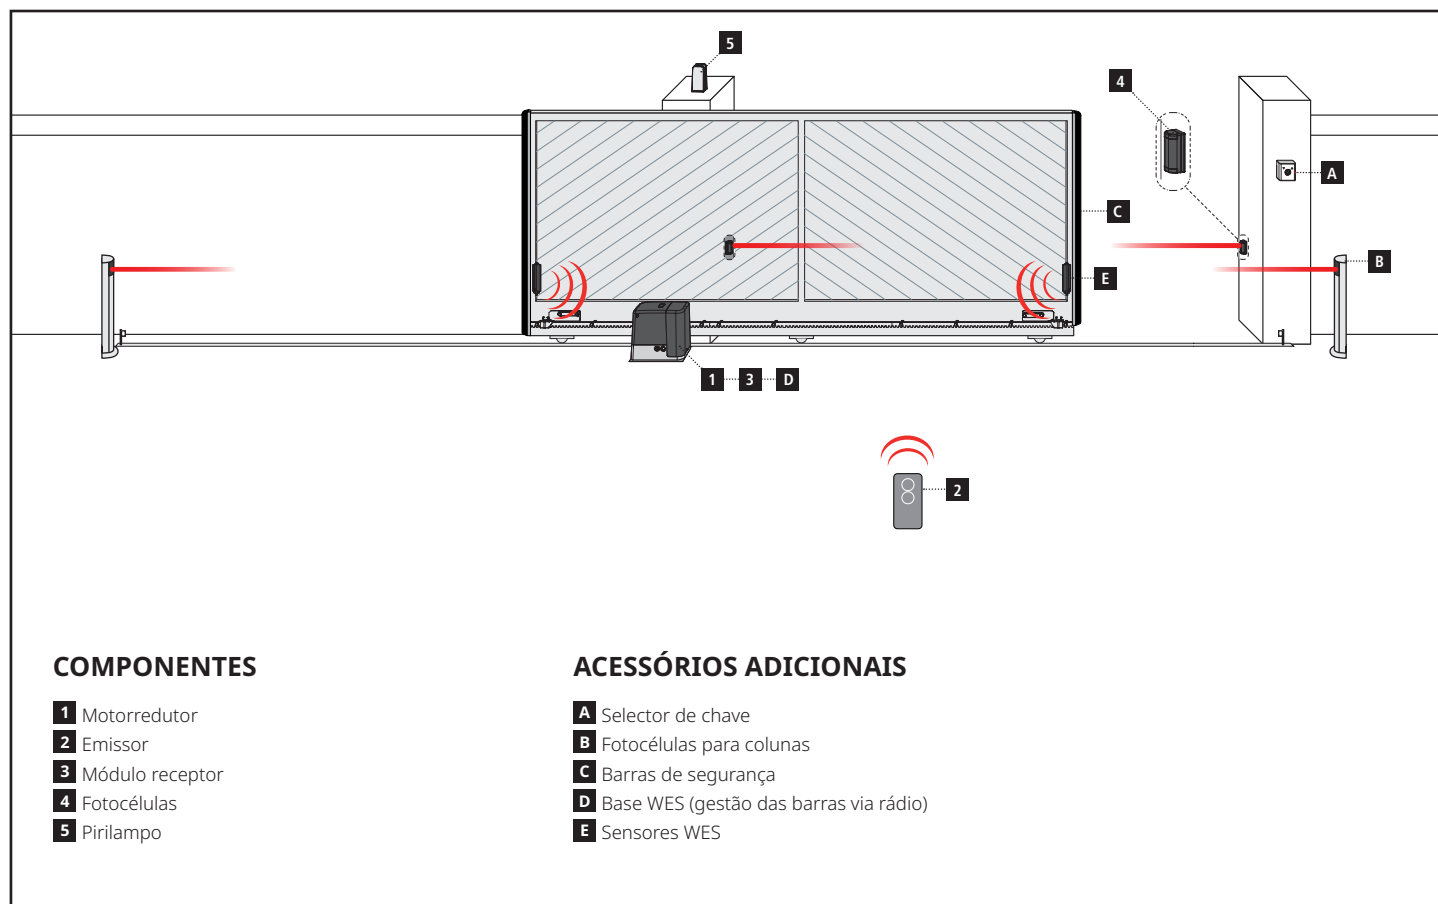 5
4
A
C
B
E
1 3 D
2
COMPONENTES
1 Motorredutor
2 Emissor
3 Módulo receptor
4 Fotocélulas
5 Pirilampo
ACESSÓRIOS ADICIONAIS
A Selector de chave
B Fotocélulas para colunas
C Barras de segurança
D Base WES (gestão das barras via rádio)
E Sensores WES